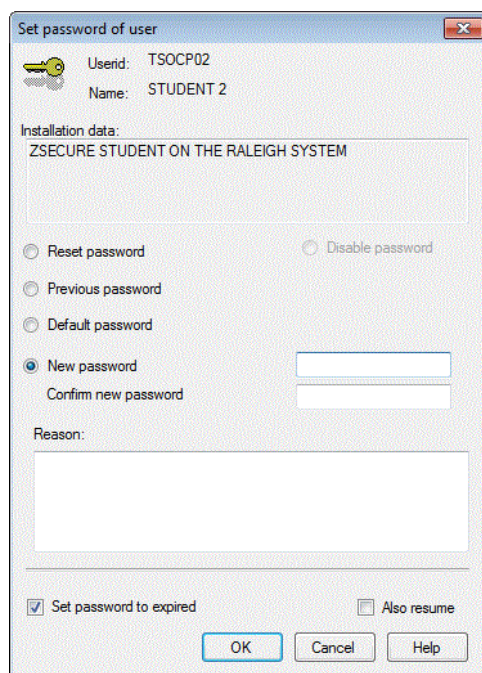 Set password of user
Userid: TSOCP02
Name: STUDENT 2
Installation data:
ZSECURE STUDENT ON THE RALEIGH SYSTEM
Reset password
Disable password
Previous password
Default password
New password
Confirm new password
Reason:
Set password to expired
Also resume
OK
Cancel
Help